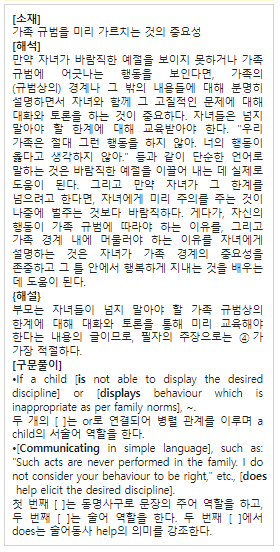 [소재]
가족 규범을 미리 가르치는 것의 중요성
[해석]
만약 자녀가 바람직한 예절을 보이지 못하거나 가족
규범에 어긋나는 행동을 보인다면, 가족의
(규범상의) 경계나 그 밖의 내용들에 대해 분명히
설명하면서 자녀와 함께 그 고질적인 문제에 대해
대화와 토론을 하는 것이 중요하다. 자녀들은 넘지
말아야 할 한계에 대해 교육받아야 한다. "우리
가족은 절대 그런 행동을 하지 않아. 너의 행동이
옳다고 생각하지 않아." 등과 같이 단순한 언어로
말하는 것은 바람직한 예절을 이끌어 내는 데 실제로
도움이 된다. 그리고 만약 자녀가 그 한계를
넘으려고 한다면, 자녀에게 미리 주의를 주는 것이
나중에 벌주는 것보다 바람직하다. 게다가, 자신의
행동이 가족 규범에 따라야 하는 이유를, 그리고
가족 경계 내에 머물러야 하는 이유를 자녀에게
설명하는 것은 자녀가 가족 경계의 중요성을
존중하고 그 틀 안에서 행복하게 지내는 것을 배우는
데 도움이 된다.
{해설}
부모는 자녀들이 넘지 말아야 할 가족 규범상의
한계에 대해 대화와 토론을 통해 미리 교육해야
한다는 내용의 글이므로, 필자의 주장으로는 ④가
가장 적절하다.
[구문풀이]
•If a child [is not able to display the desired
discipline] or [displays behaviour which is
inappropriate as per family norms], ~.
두 개의 [ ]는 or로 연결되어 병렬 관계를 이루며 a
child의 서술어 역할을 한다.
•[Communicating in simple language], such as:
"Such acts are never performed in the family. I do
not consider your behaviour to be right," etc., [does
help elicit the desired discipline].
첫 번째 [ ]는 동명사구로 문장의 주어 역할을 하고,
두 번째 [ ]는 술어 역할을 한다. 두 번째 [ ]에서
does는 술어동사 help의 의미를 강조한다.